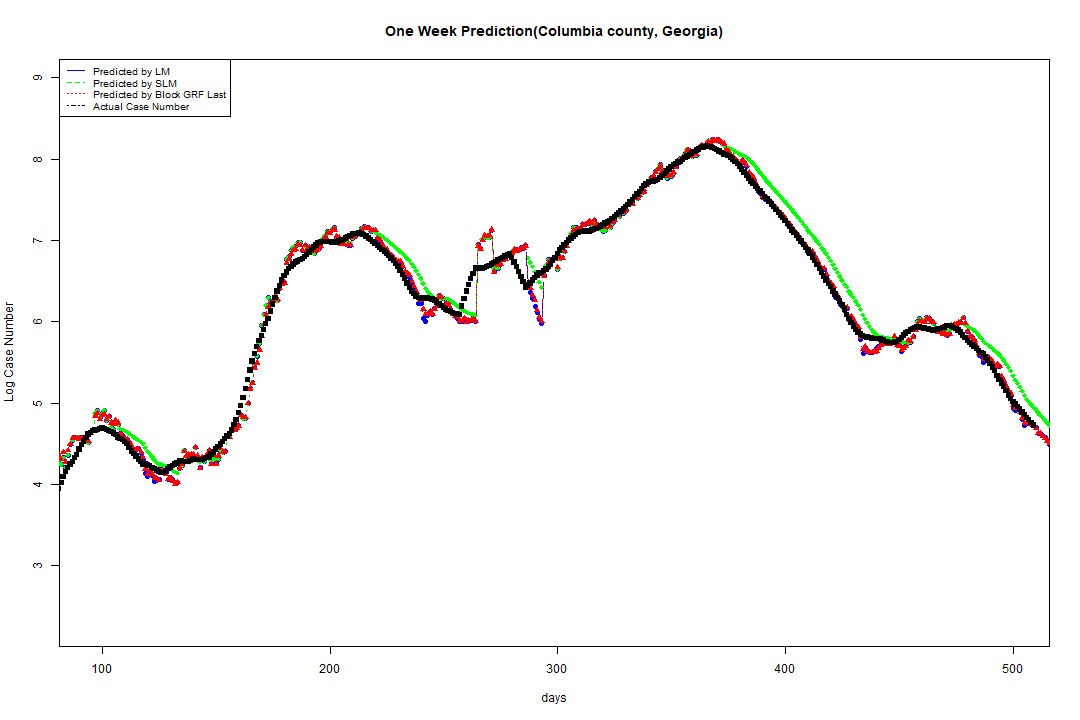 One Week Prediction(Columbia county, Georgia)
Predicted by LM
Predicted by SLM
Predicted by Block GRF Last
Actual Case Number
9
8
7
6
5
4
3
Log Case Number
100 200 300 400 500
days